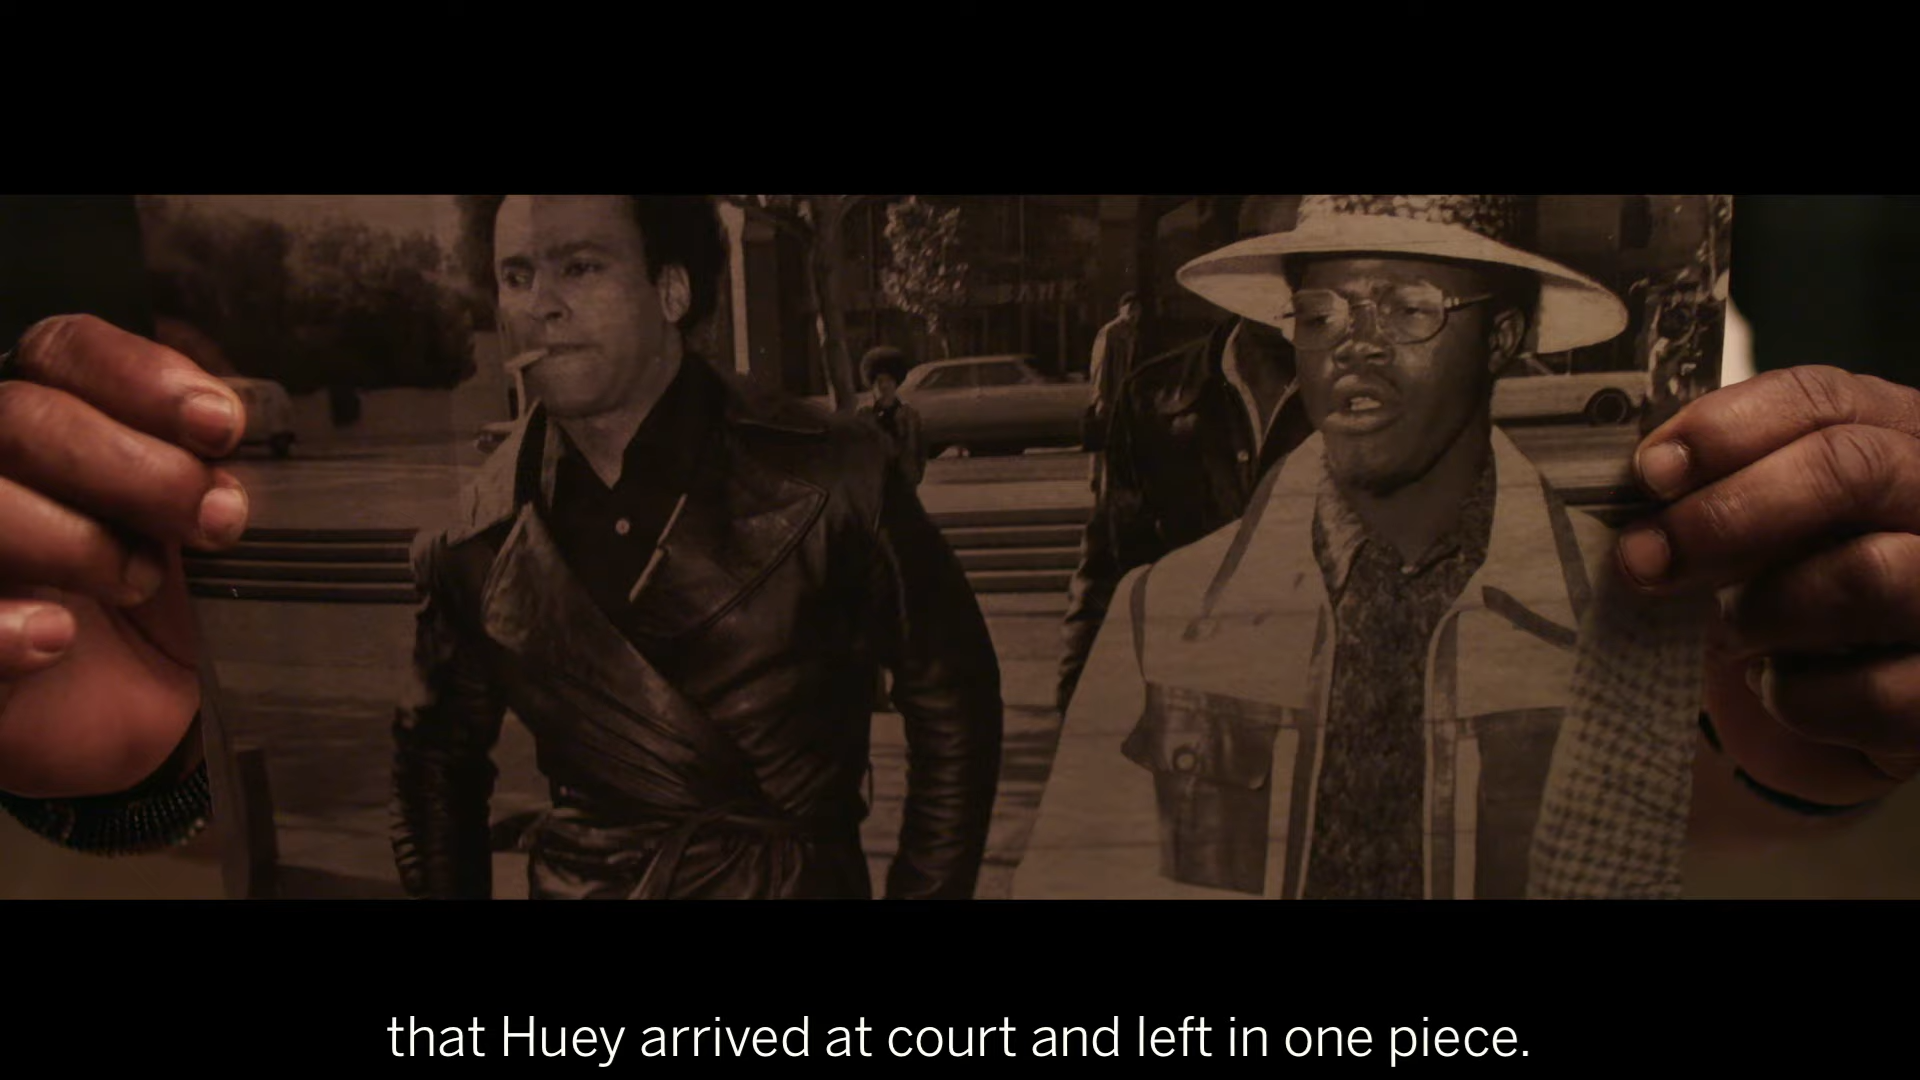 that Huey arrived at court and left in one piece.